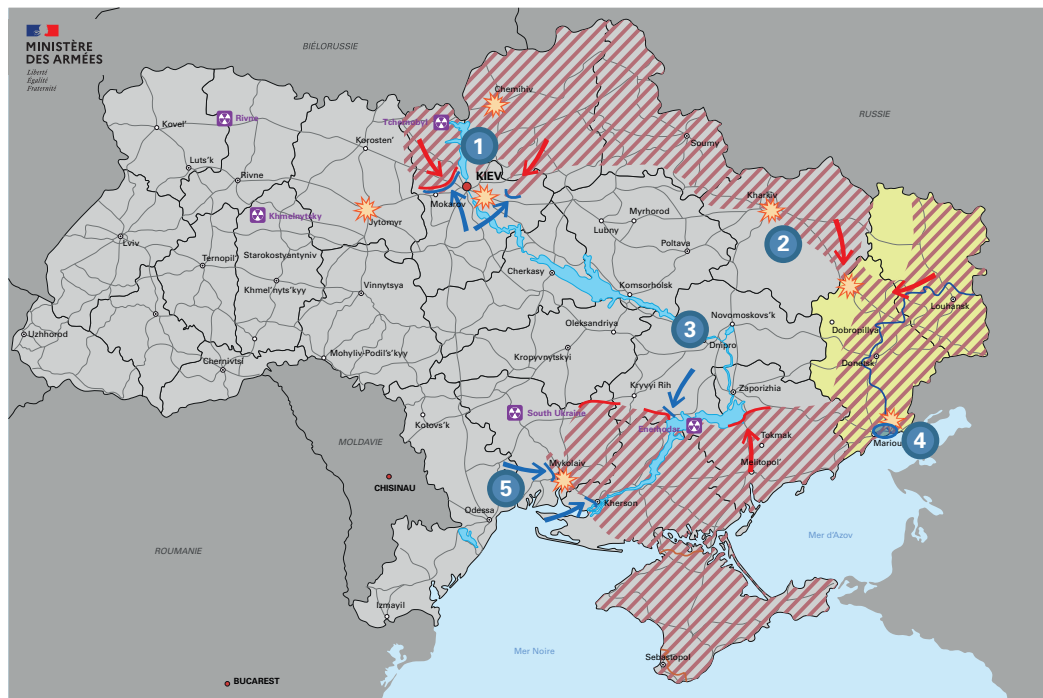 MINISTÈRE
DES ARMÉES
Liberté
Égalité
Fraternité
BIÉLORUSSIE
RUSSIE
Chernihiv
Kovel'
Rivne
Tchernobyl
Korosten'
1
Soumy
Luts'k
Rivne
KIEV
Mokarov
Kharkiv
Khmelnytsky
Jytomyr
Myrhorod
Lubny
2
Lviv
Ternopil'
Starokostyantyniv
Poltava
Cherkasy
Khmel'nyts'kyy
Vinnytsya
Komsorholsk
Louhansk
Novomoskovs'k
Oleksandriya
3
Dobropillya
Uzhhorod
Dnipro
Mohyliv-Podil's'kyy
Kropyvnytskyi
Donetsk
Chernivtsi
Kryvyi Rih
Zaporizhia
South Ukraine
Kotovs'k
Enerhodar
Tokmak
4
Mariou
MOLDAVIE
Mykolaiv
Melitopol'
CHISINAU
5
Kherson
Odessa
Mer d'Azov
ROUMANIE
Izmayil
Mer Noire
Sebastopol
BUCAREST